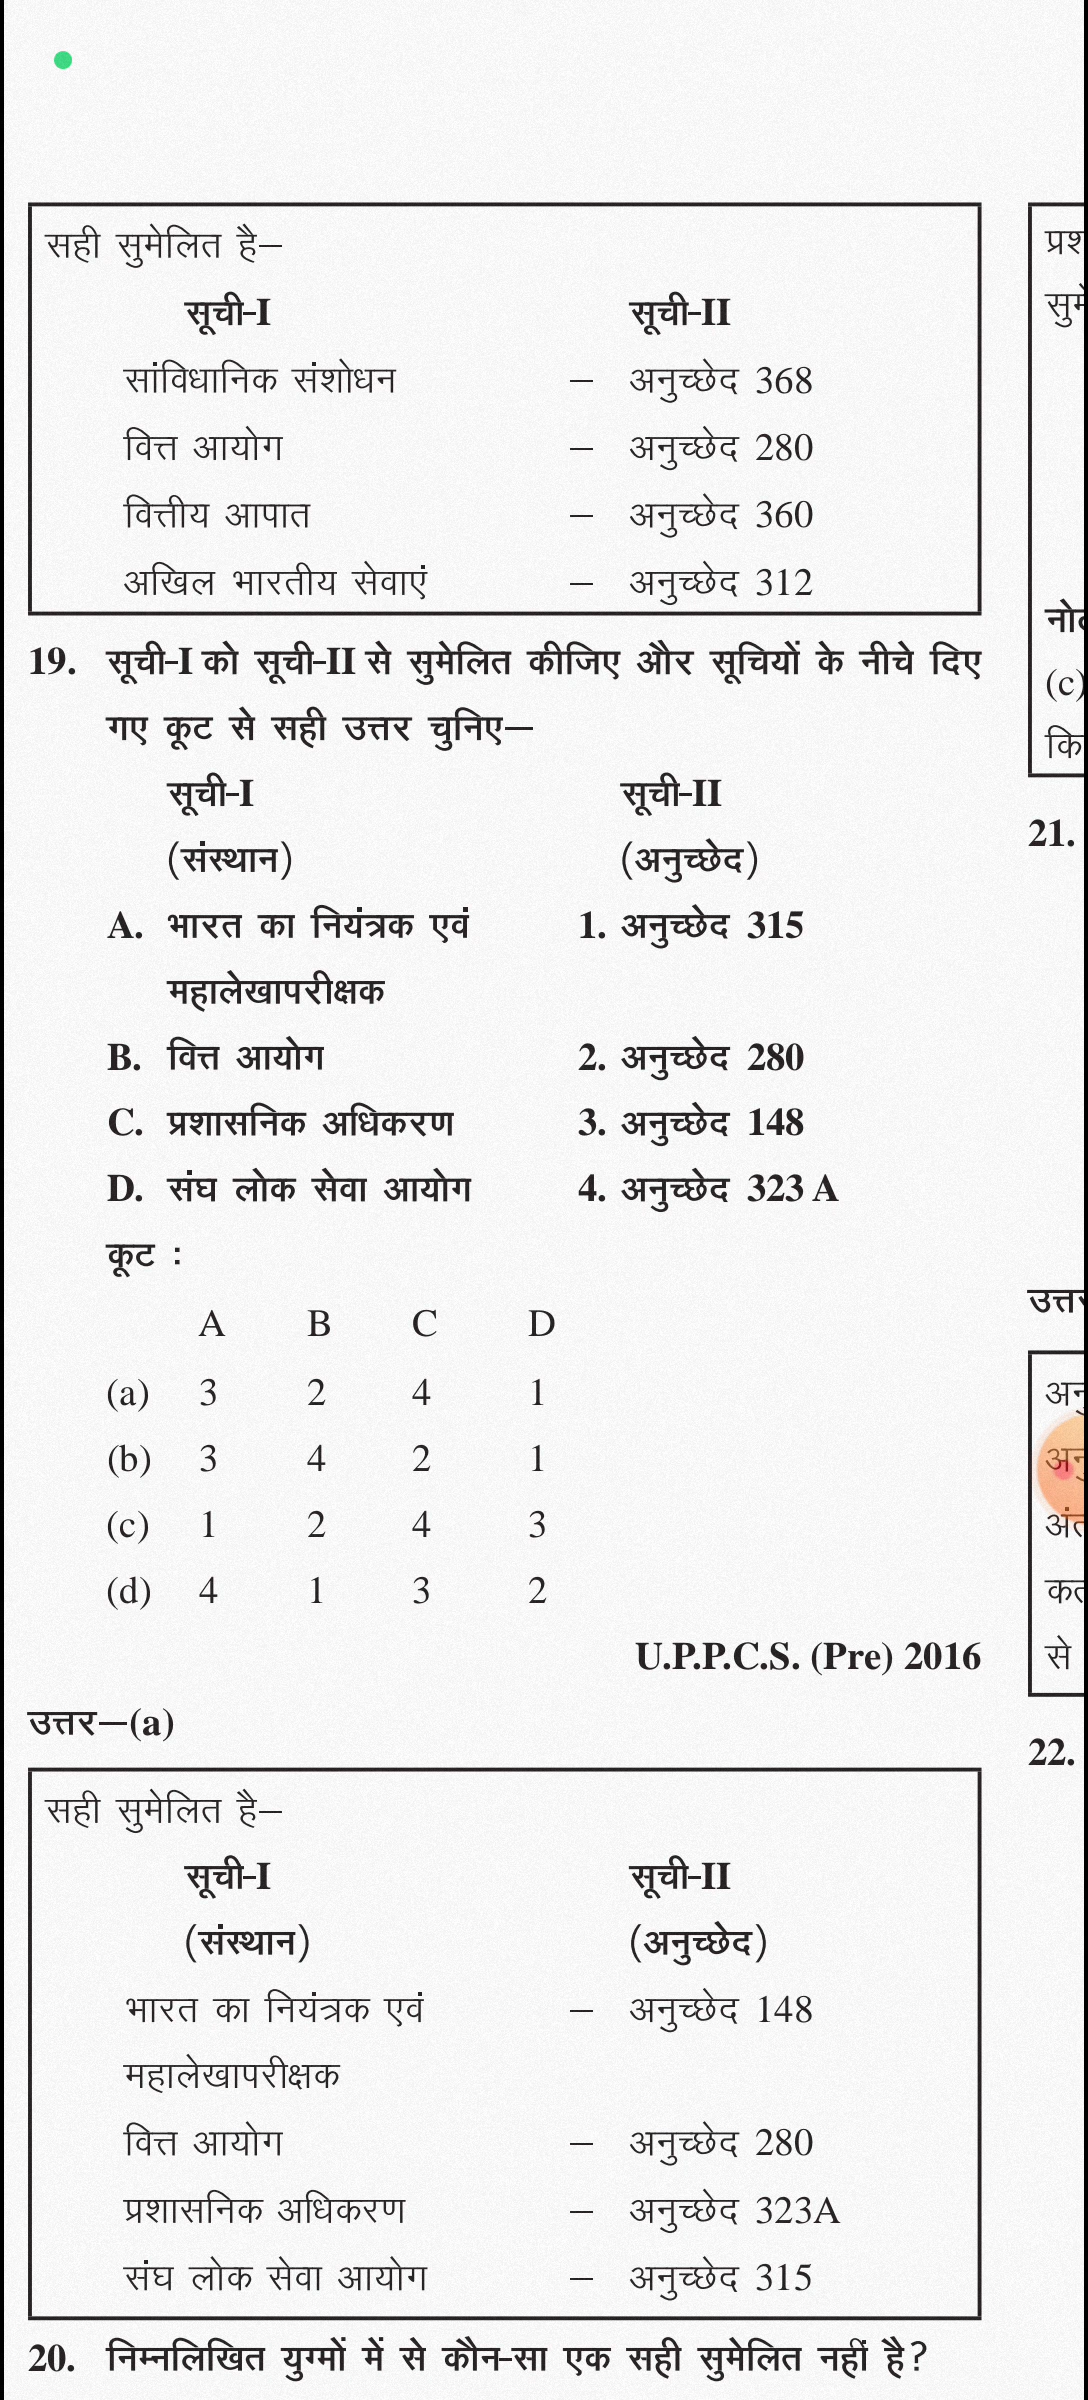 सही सुमेलित है–
सूची-I सूची-II
सांविधानिक संशोधन – अनुच्छेद 368
वित्त आयोग – अनुच्छेद 280
वित्तीय आपात – अनुच्छेद 360
अखिल भारतीय सेवाएं – अनुच्छेद 312
19. सूची-I को सूची-II से सुमेलित कीजिए और सूचियों के नीचे दिए
गए कूट से सही उत्तर चुनिए–
सूची-I सूची-II
(संस्थान) (अनुच्छेद)
A. भारत का नियंत्रक एवं 1. अनुच्छेद 315
महालेखापरीक्षक
B. वित्त आयोग 2. अनुच्छेद 280
C. प्रशासनिक अधिकरण 3. अनुच्छेद 148
D. संघ लोक सेवा आयोग 4. अनुच्छेद 323 A
कूट :
A B C D
(a) 3 2 4 1
(b) 3 4 2 1
(c) 1 2 4 3
(d) 4 1 3 2
U.P.P.C.S. (Pre) 2016
उत्तर–(a)
सही सुमेलित है–
सूची-I सूची-II
(संस्थान) (अनुच्छेद)
भारत का नियंत्रक एवं – अनुच्छेद 148
महालेखापरीक्षक
वित्त आयोग – अनुच्छेद 280
प्रशासनिक अधिकरण – अनुच्छेद 323A
संघ लोक सेवा आयोग – अनुच्छेद 315
20. निम्नलिखित युग्मों में से कौन-सा एक सही सुमेलित नहीं है?
(c)
21.
से
22.